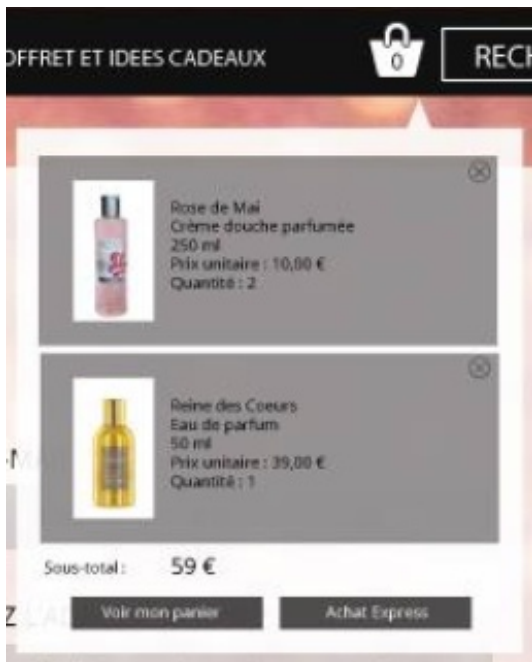 OFFRET ET IDEES CADEAUX
0
RECH
Rose de Mai
Crème douche parfumée
250 ml
Prix unitaire : 10,00 €
Quantité : 2
Reine des Coeurs
Eau de parfum
50 ml
Prix unitaire : 39,00 €
Quantité : 1
Sous-total :
59 €
Voir mon panier
Achat Express